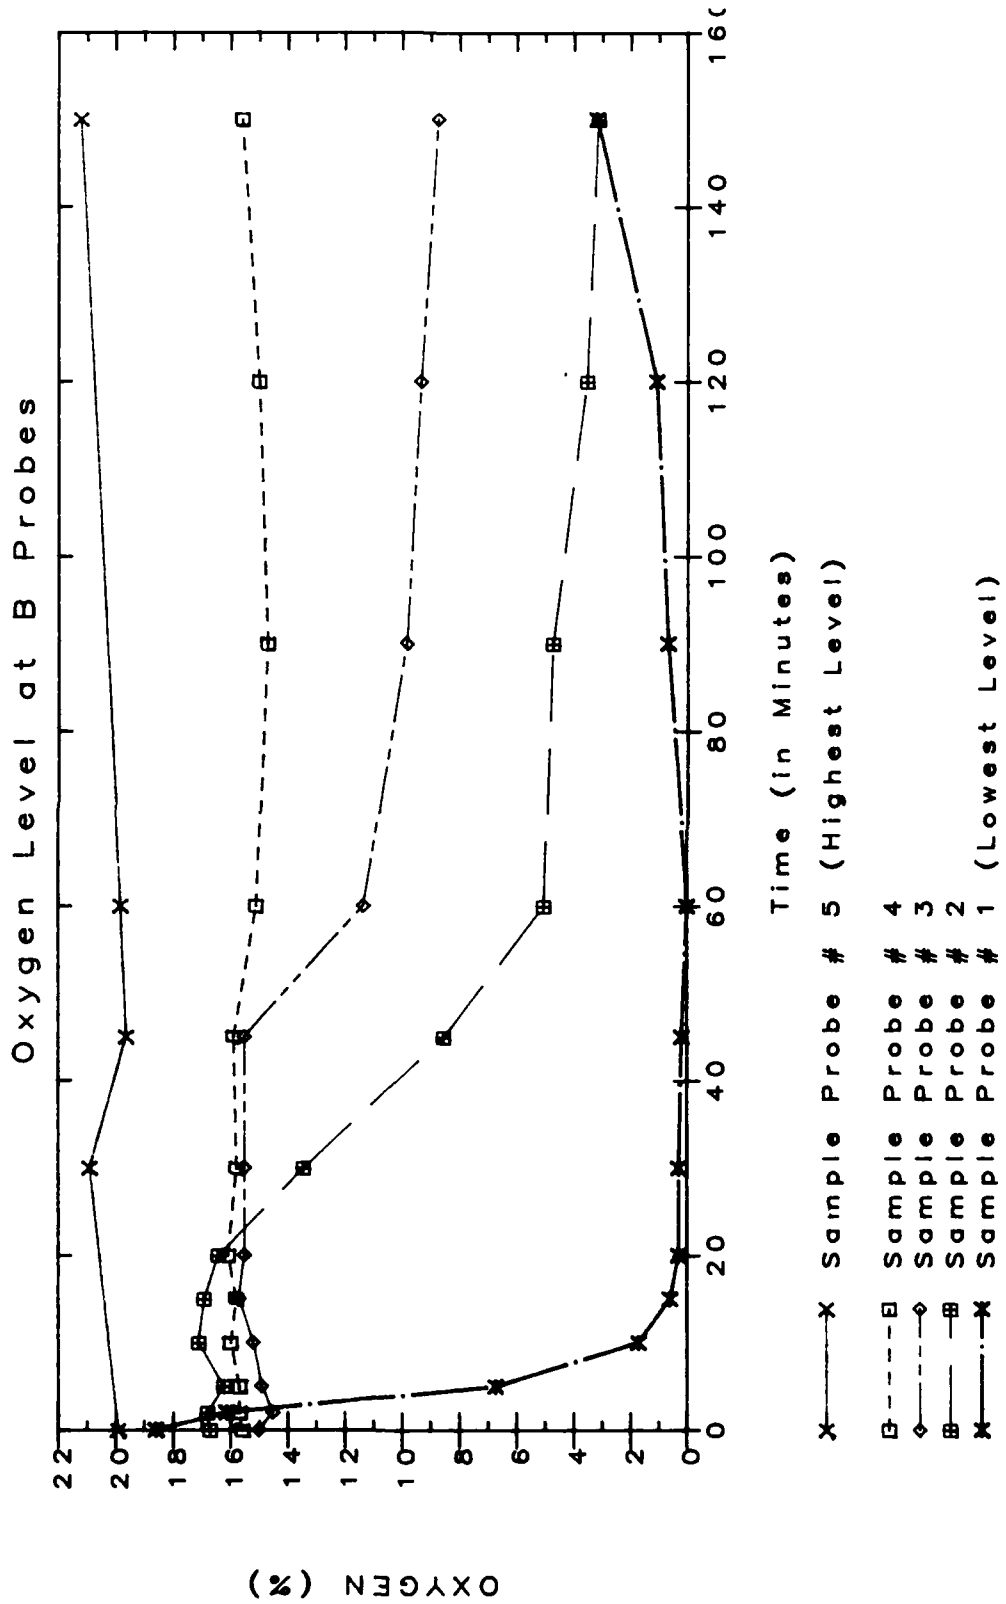 Oxygen Level at B Probes
OXYGEN (%)
22
20
18
16
14
12
10
8
6
4
2
0
0 20 40 60 80 100 120 140 16(
Time (in Minutes)
Sample Probe # 5 (Highest Level)
Sample Probe # 4
Sample Probe # 3
Sample Probe # 2
Sample Probe # 1 (Lowest Level)